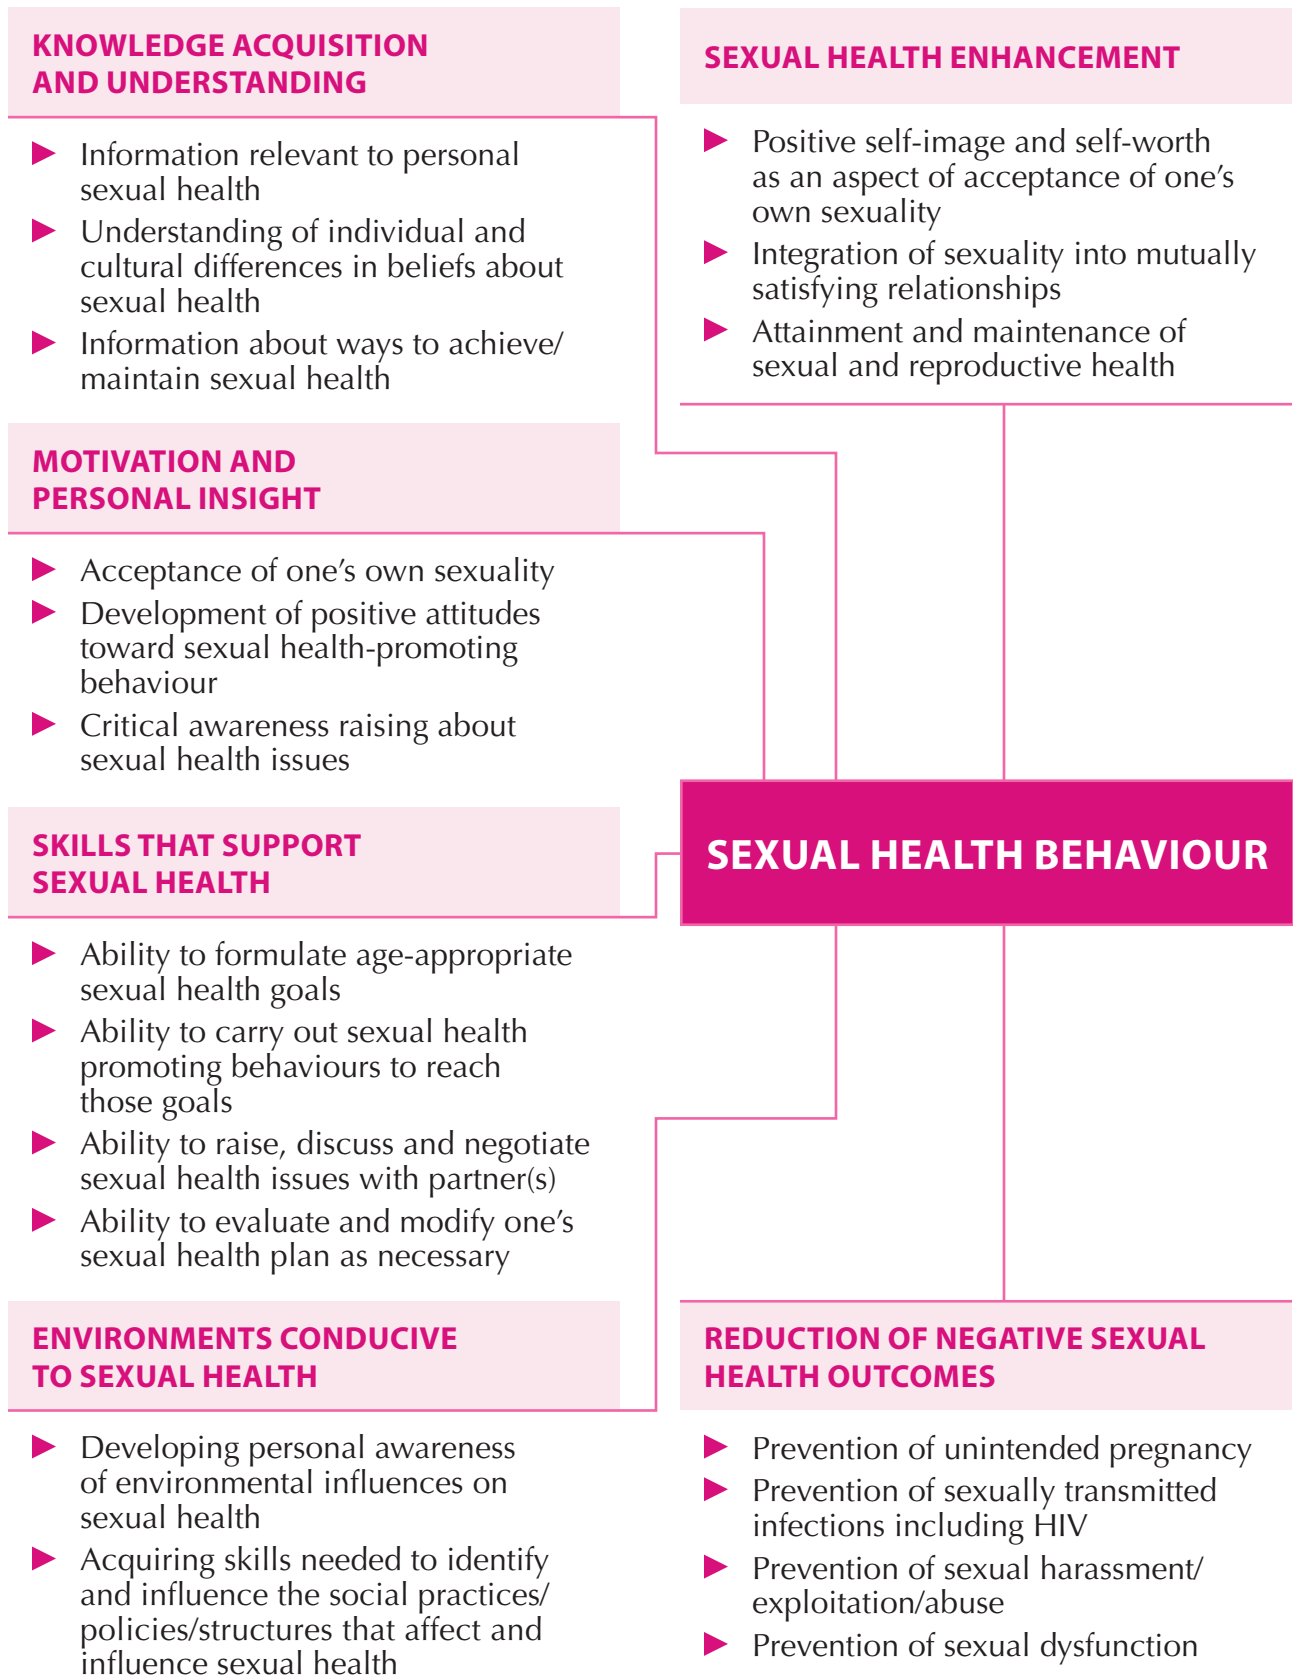 KNOWLEDGE ACQUISITION
AND UNDERSTANDING
▶ Information relevant to personal
sexual health
▶ Understanding of individual and
cultural differences in beliefs about
sexual health
▶ Information about ways to achieve/
maintain sexual health
MOTIVATION AND
PERSONAL INSIGHT
▶ Acceptance of one's own sexuality
▶ Development of positive attitudes
toward sexual health-promoting
behaviour
▶ Critical awareness raising about
sexual health issues
SKILLS THAT SUPPORT
SEXUAL HEALTH
▶ Ability to formulate age-appropriate
sexual health goals
▶ Ability to carry out sexual health
promoting behaviours to reach
those goals
▶ Ability to raise, discuss and negotiate
sexual health issues with partner(s)
▶ Ability to evaluate and modify one's
sexual health plan as necessary
ENVIRONMENTS CONDUCIVE
TO SEXUAL HEALTH
▶ Developing personal awareness
of environmental influences on
sexual health
▶ Acquiring skills needed to identify
and influence the social practices/
policies/structures that affect and
influence sexual health
SEXUAL HEALTH ENHANCEMENT
▶ Positive self-image and self-worth
as an aspect of acceptance of one's
own sexuality
▶ Integration of sexuality into mutually
satisfying relationships
▶ Attainment and maintenance of
sexual and reproductive health
SEXUAL HEALTH BEHAVIOUR
REDUCTION OF NEGATIVE SEXUAL
HEALTH OUTCOMES
▶ Prevention of unintended pregnancy
▶ Prevention of sexually transmitted
infections including HIV
▶ Prevention of sexual harassment/
exploitation/abuse
▶ Prevention of sexual dysfunction